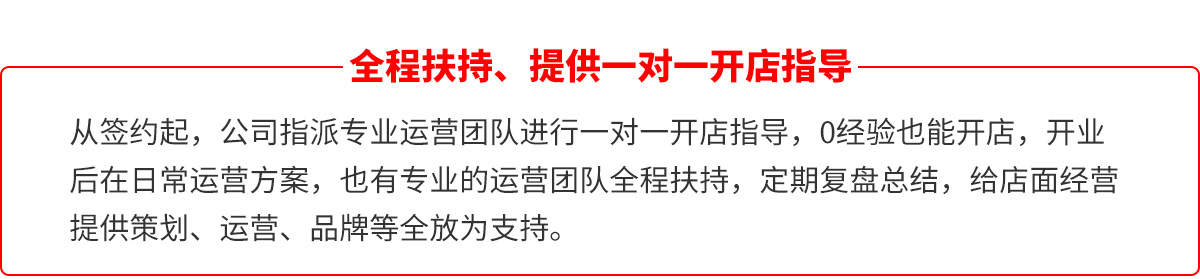 全程扶持、提供一对一开店指导
从签约起，公司指派专业运营团队进行一对一开店指导，0经验也能开店，开业
后在日常运营方案，也有专业的运营团队全程扶持，定期复盘总结，给店面经营
提供策划、运营、品牌等全放为支持。